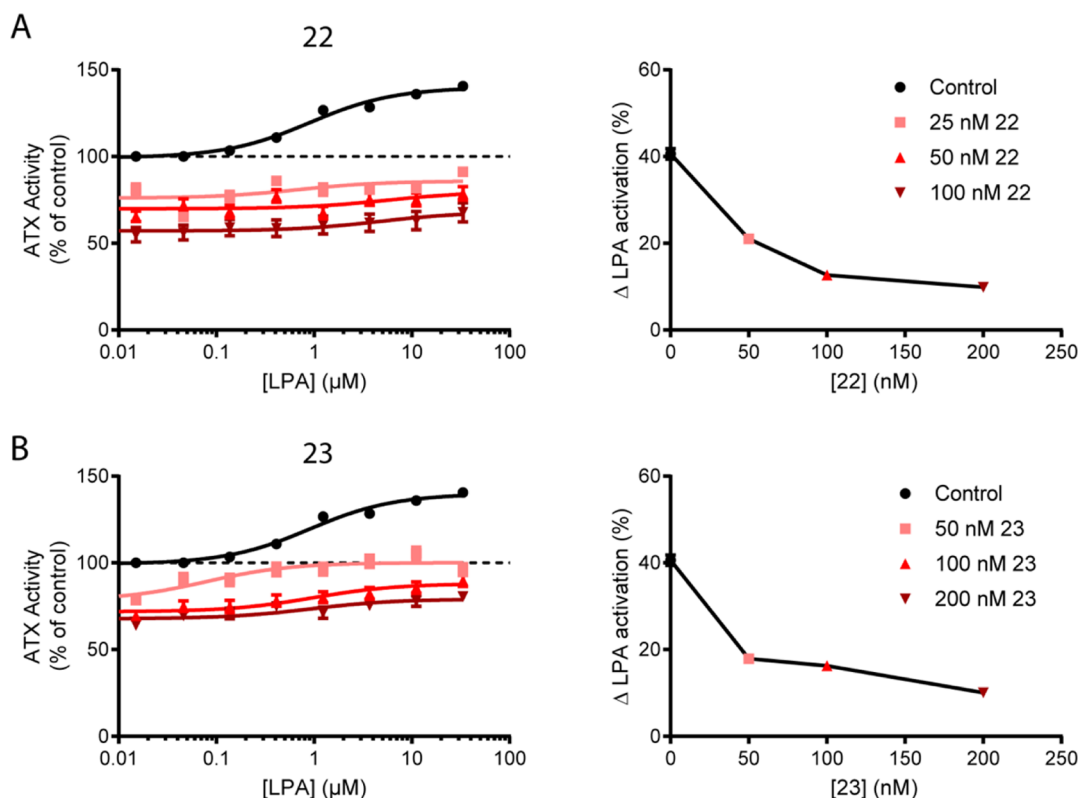 A
22
150
100
50
0
ATX Activity
(% of control)
0.01
0.1
1
10
100
[LPA] (µM)
60
40
20
0
Δ LPA activation (%)
0
50
100
150
200
250
[22] (nM)
Control
25 nM 22
50 nM 22
100 nM 22
B
23
150
100
50
0
ATX Activity
(% of control)
0.01
0.1
1
10
100
[LPA] (µM)
60
40
20
0
Δ LPA activation (%)
0
50
100
150
200
250
[23] (nM)
Control
50 nM 23
100 nM 23
200 nM 23